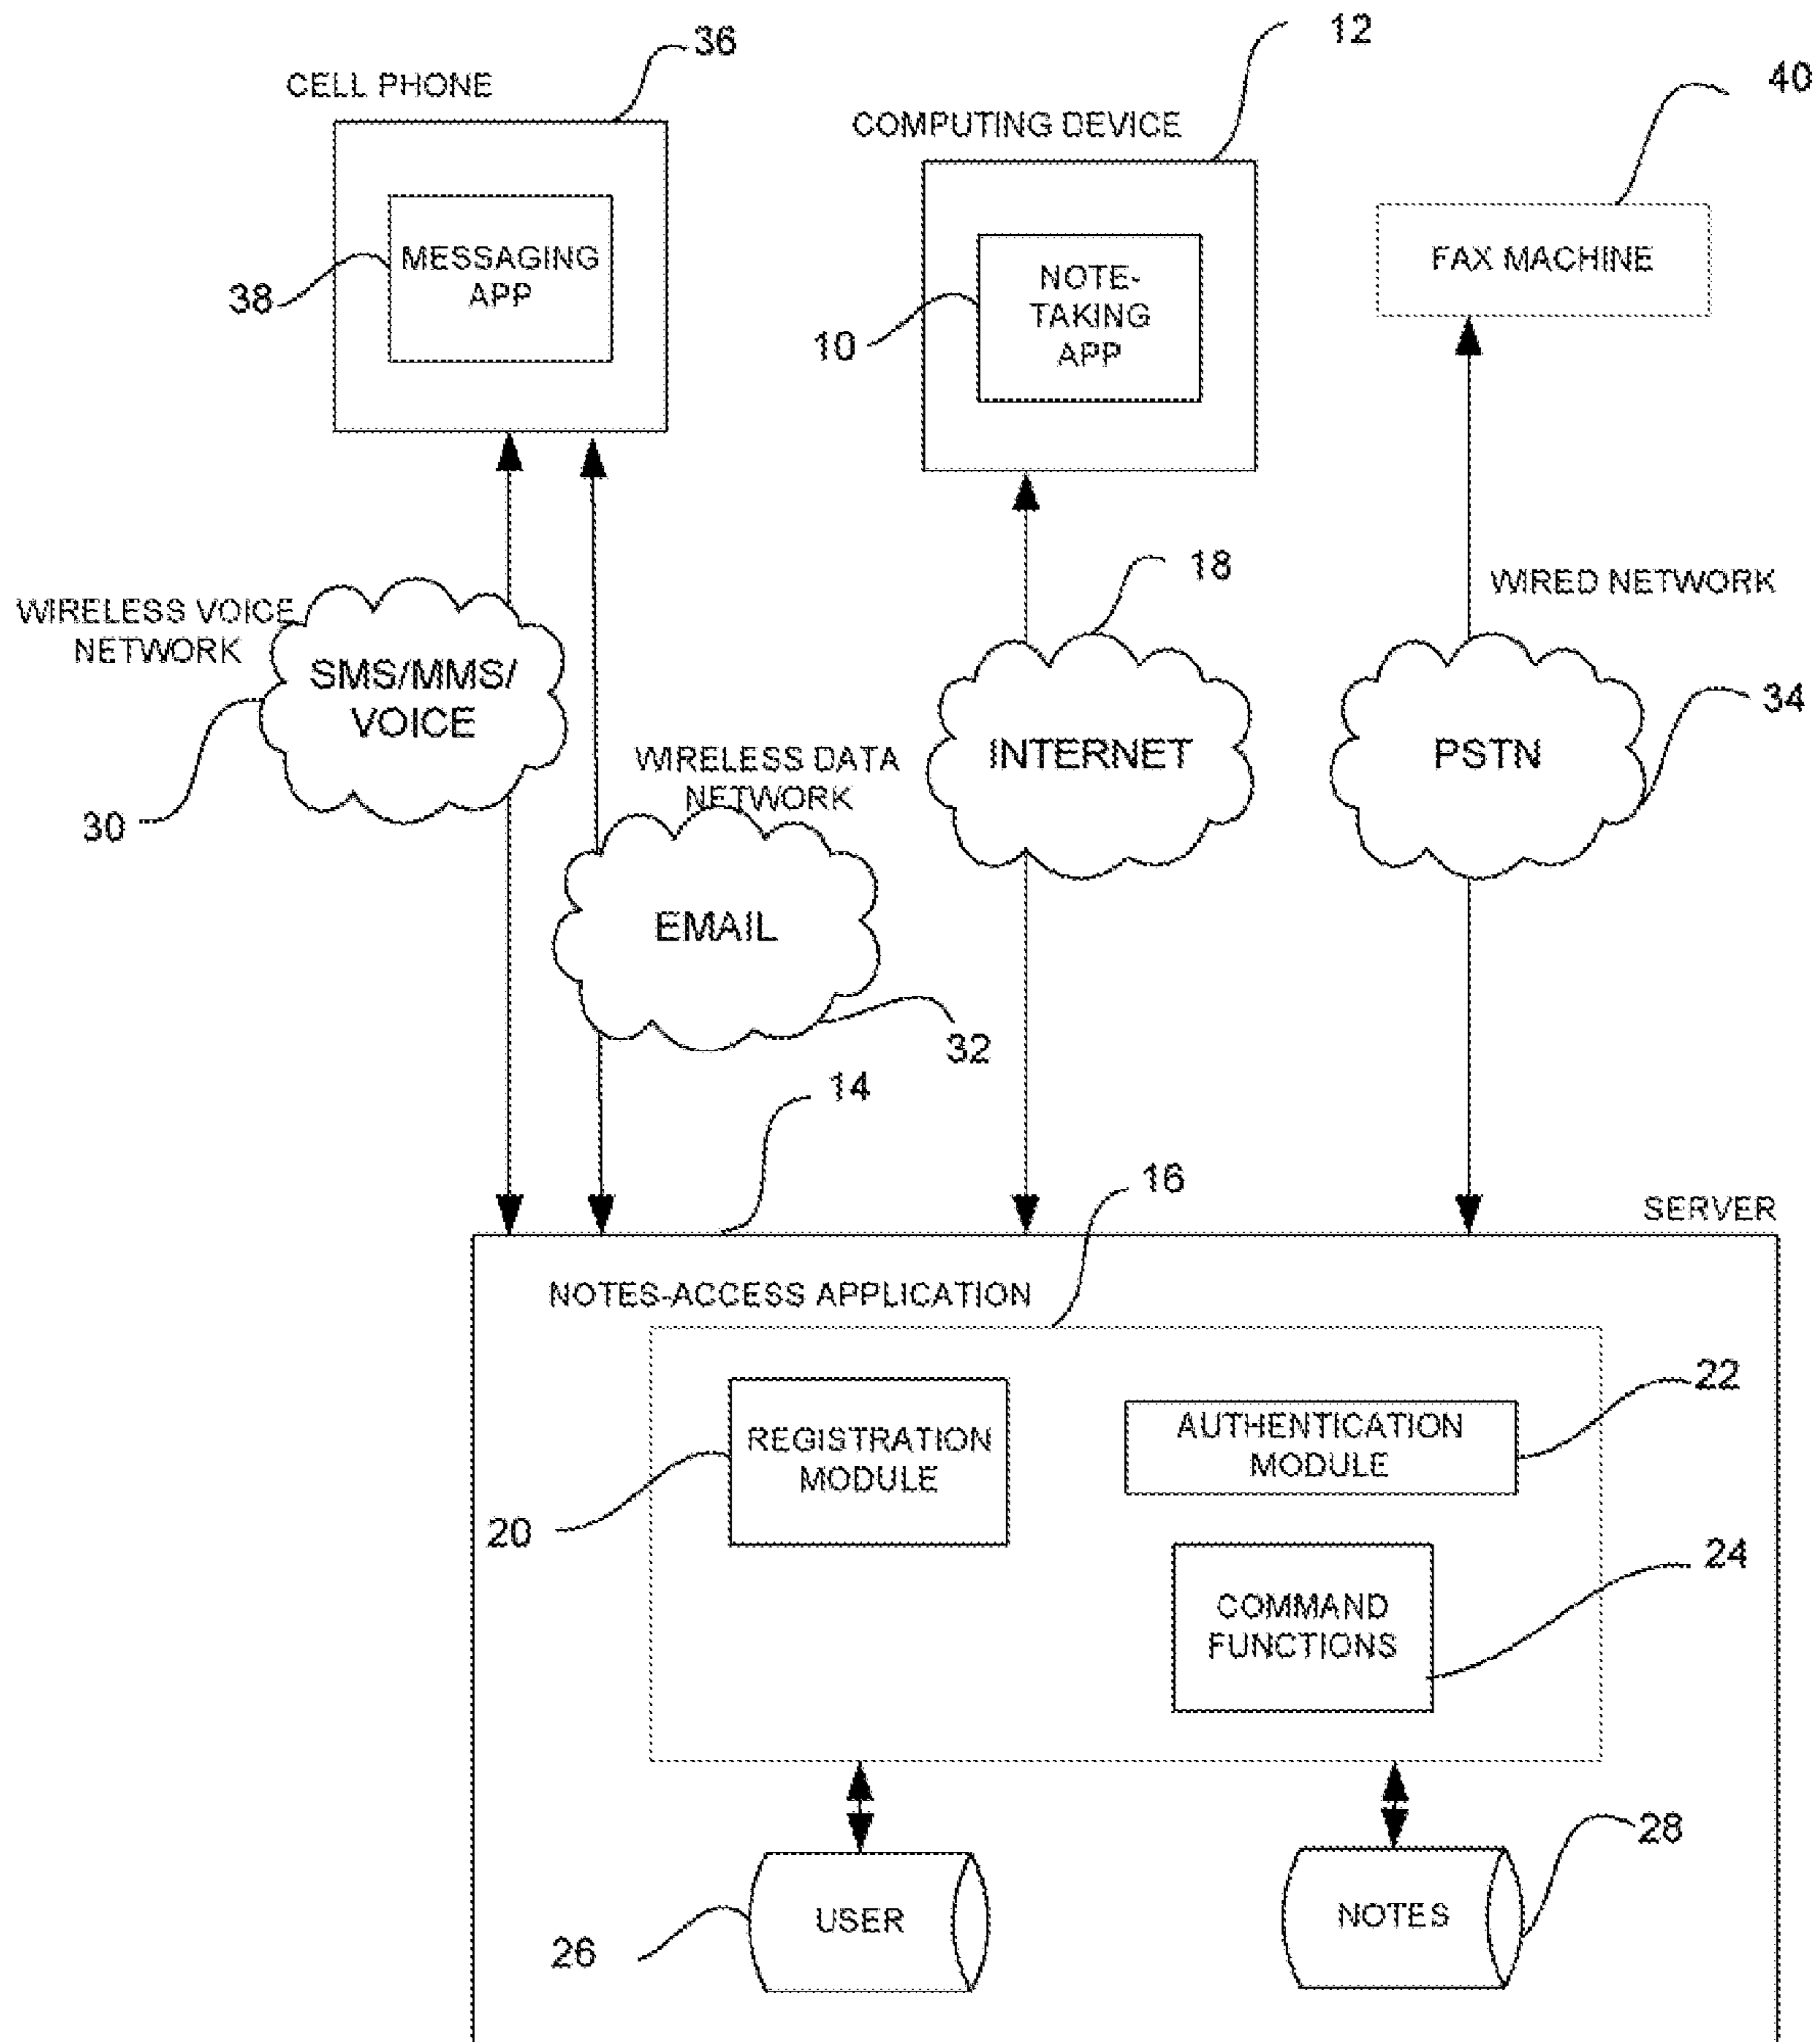 36
12
40
CELL PHONE
COMPUTING DEVICE
MESSAGING
APP
38
NOTE-
TAKING
APP
10
FAX MACHINE
18
WIRELESS VOICE
NETWORK
WIRED NETWORK
SMS/MMS/
VOICE
30
WIRELESS DATA
NETWORK
INTERNET
PSTN
34
EMAIL
32
14
16
SERVER
NOTES-ACCESS APPLICATION
REGISTRATION
MODULE
20
AUTHENTICATION
MODULE
22
COMMAND
FUNCTIONS
24
USER
26
NOTES
28